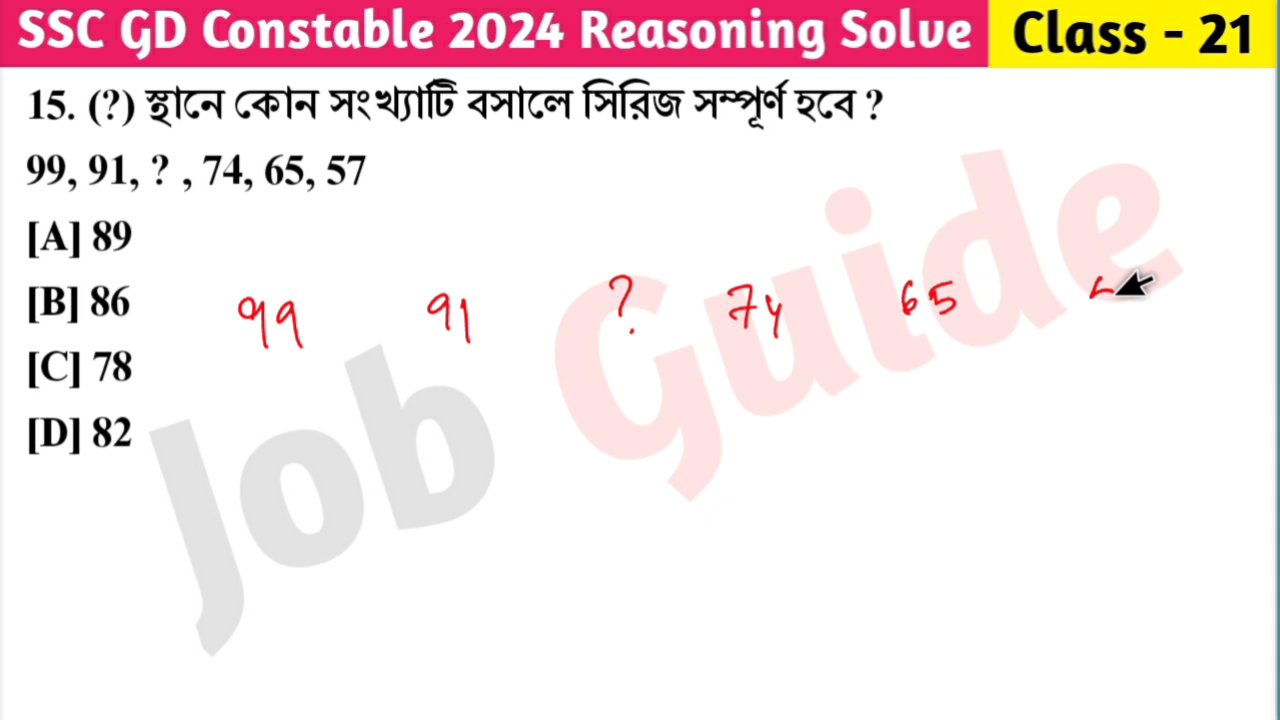 SSC GD Constable 2024 Reasoning Solve Class - 21
15. (?) স্থানে কোন সংখ্যাটি বসালে সিরিজ সম্পূর্ণ হবে ?
99, 91, ? , 74, 65, 57
[A] 89
[B] 86
99 91 ? 74 65
[C] 78
[D] 82
Job Guide